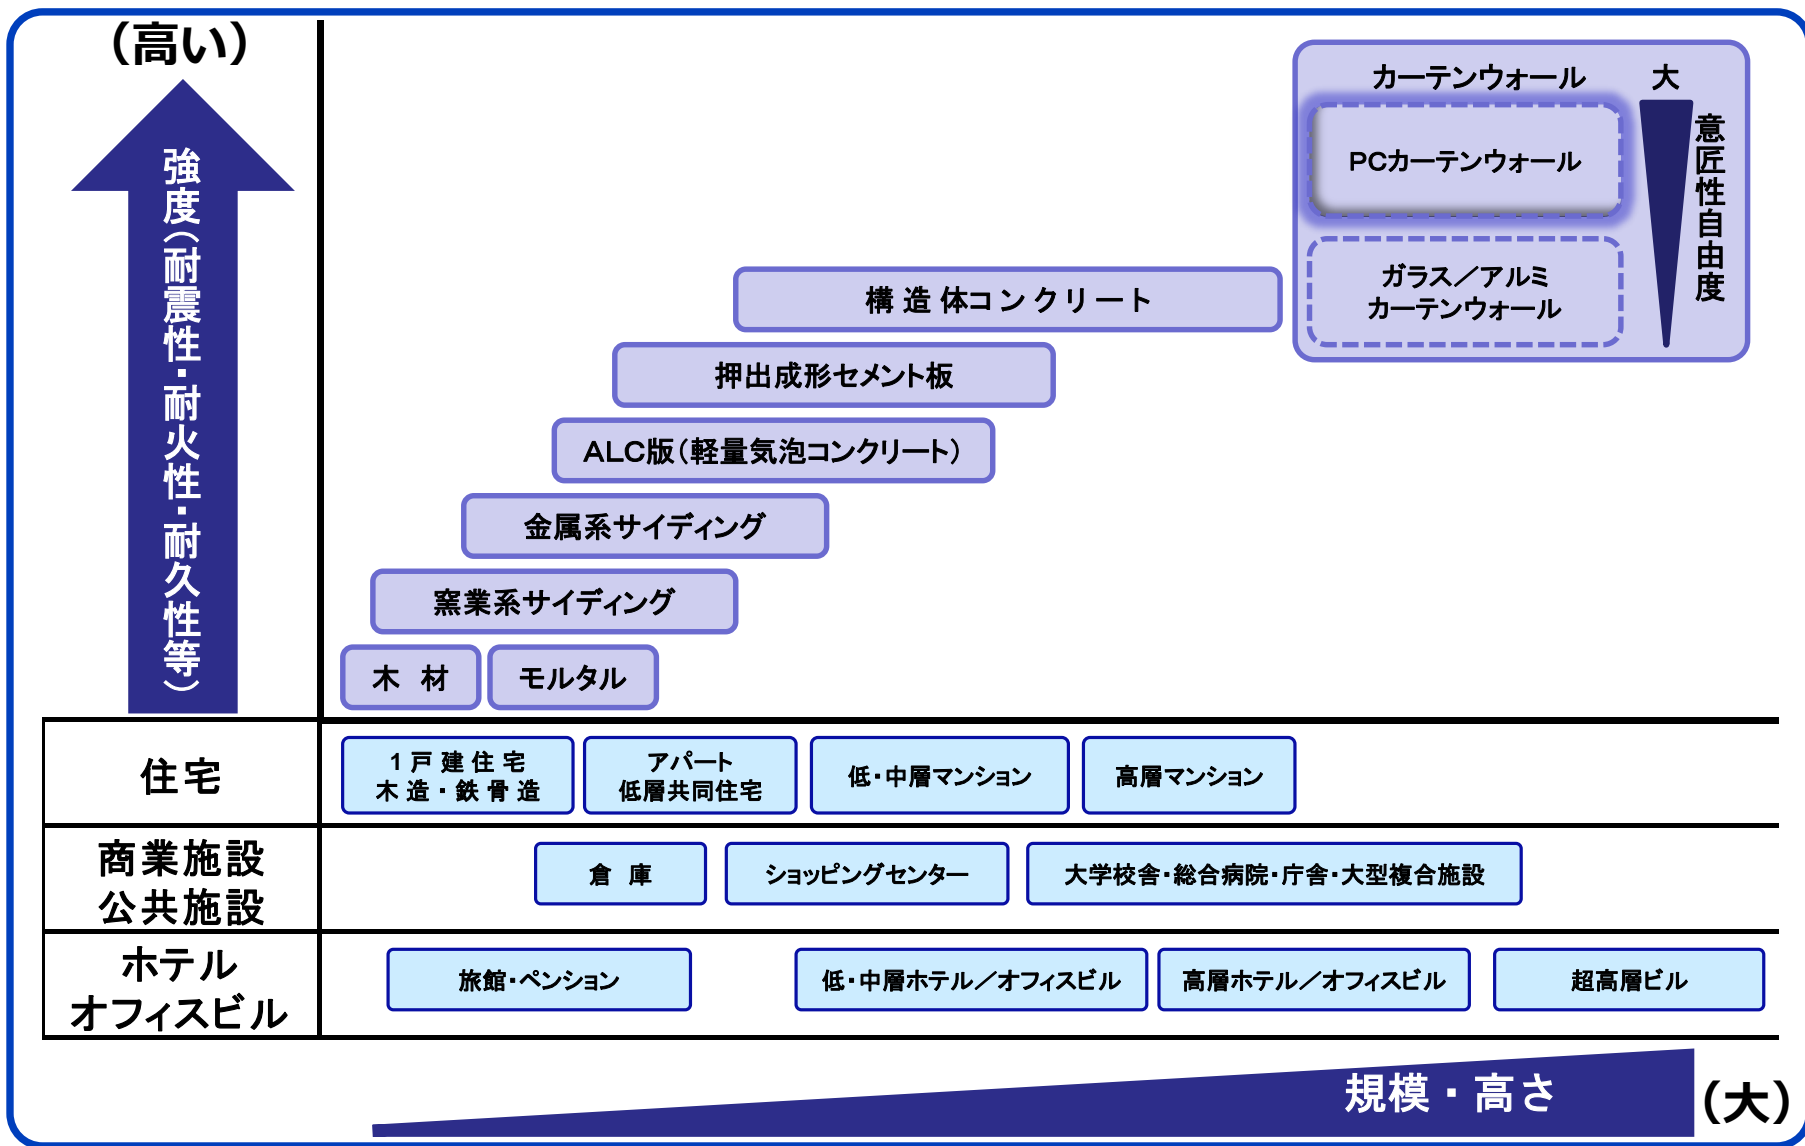 （高い）
強度（耐震性・耐火性・耐久性等）
カーテンウォール
大
PCカーテンウォール
意匠性自由度
ガラス／アルミ
カーテンウォール
構造体コンクリート
押出成形セメント板
ALC版（軽量気泡コンクリート）
金属系サイディング
窯業系サイディング
木 材
モルタル
住宅
1戸建住宅
木造・鉄骨造
アパート
低層共同住宅
低・中層マンション
高層マンション
商業施設
公共施設
倉 庫
ショッピングセンター
大学校舎・総合病院・庁舎・大型複合施設
ホテル
オフィスビル
旅館・ペンション
低・中層ホテル／オフィスビル
高層ホテル／オフィスビル
超高層ビル
規模・高さ
（大）